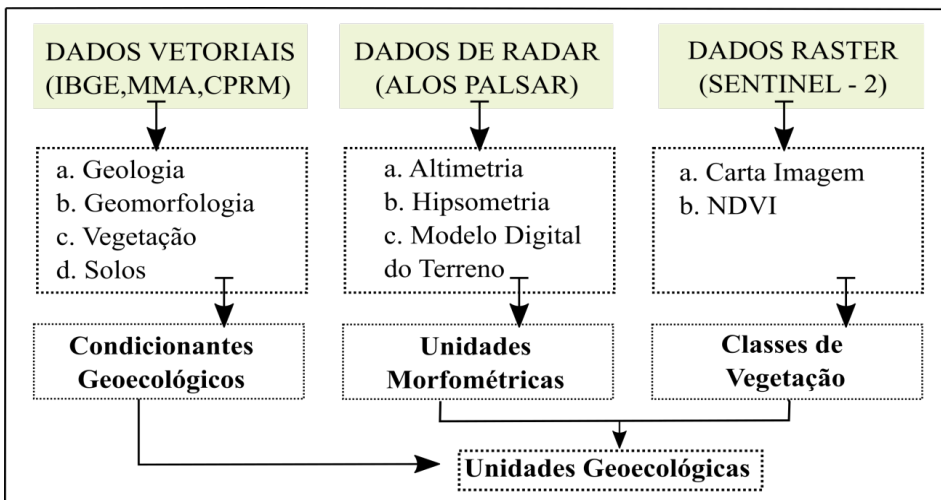 DADOS VETORIAIS
(IBGE,MMA,CPRM)
a. Geologia
b. Geomorfologia
c. Vegetação
d. Solos
Condicionantes
Geoecológicos
DADOS DE RADAR
(ALOS PALSAR)
a. Altimetria
b. Hipsometria
c. Modelo Digital
do Terreno
Unidades
Morfométricas
DADOS RASTER
(SENTINEL - 2)
a. Carta Imagem
b. NDVI
Classes de
Vegetação
Unidades Geoecológicas